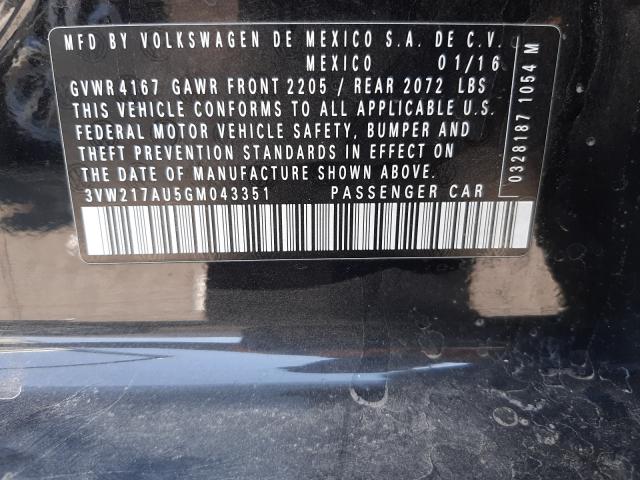 MFD BY VOLKSWAGEN DE MEXICO S.A. DE C.V.
MEXICO 01/16
GVWR 4167 GAWR FRONT 2205 / REAR 2072 LBS
THIS VEHICLE CONFORMS TO ALL APPLICABLE U.S.
FEDERAL MOTOR VEHICLE SAFETY, BUMPER AND
THEFT PREVENTION STANDARDS IN EFFECT ON
THE DATE OF MANUFACTURE SHOWN ABOVE.
3VW217AU5GM043351 PASSENGER CAR
0328187 1054 M